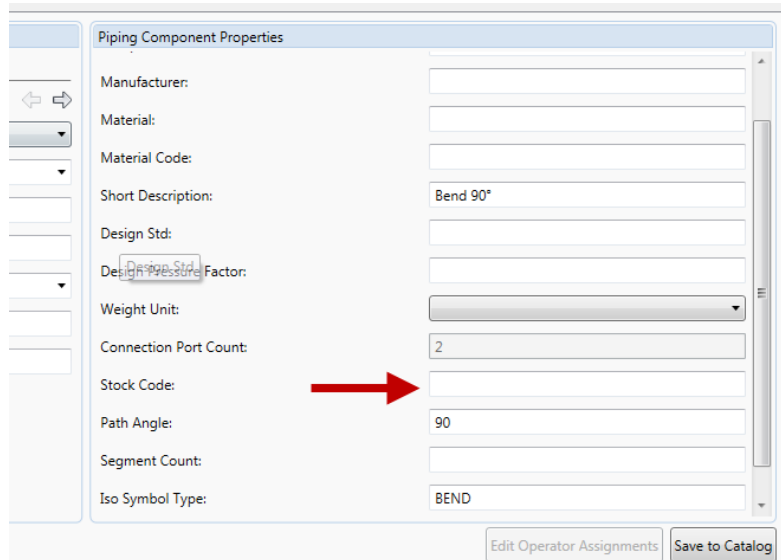 Piping Component Properties
Manufacturer:
Material:
Material Code:
Short Description: Bend 90°
Design Std:
Design Std
Design Pressure Factor:
Weight Unit:
Connection Port Count: 2
Stock Code:
Path Angle: 90
Segment Count:
Iso Symbol Type: BEND
Edit Operator Assignments Save to Catalog